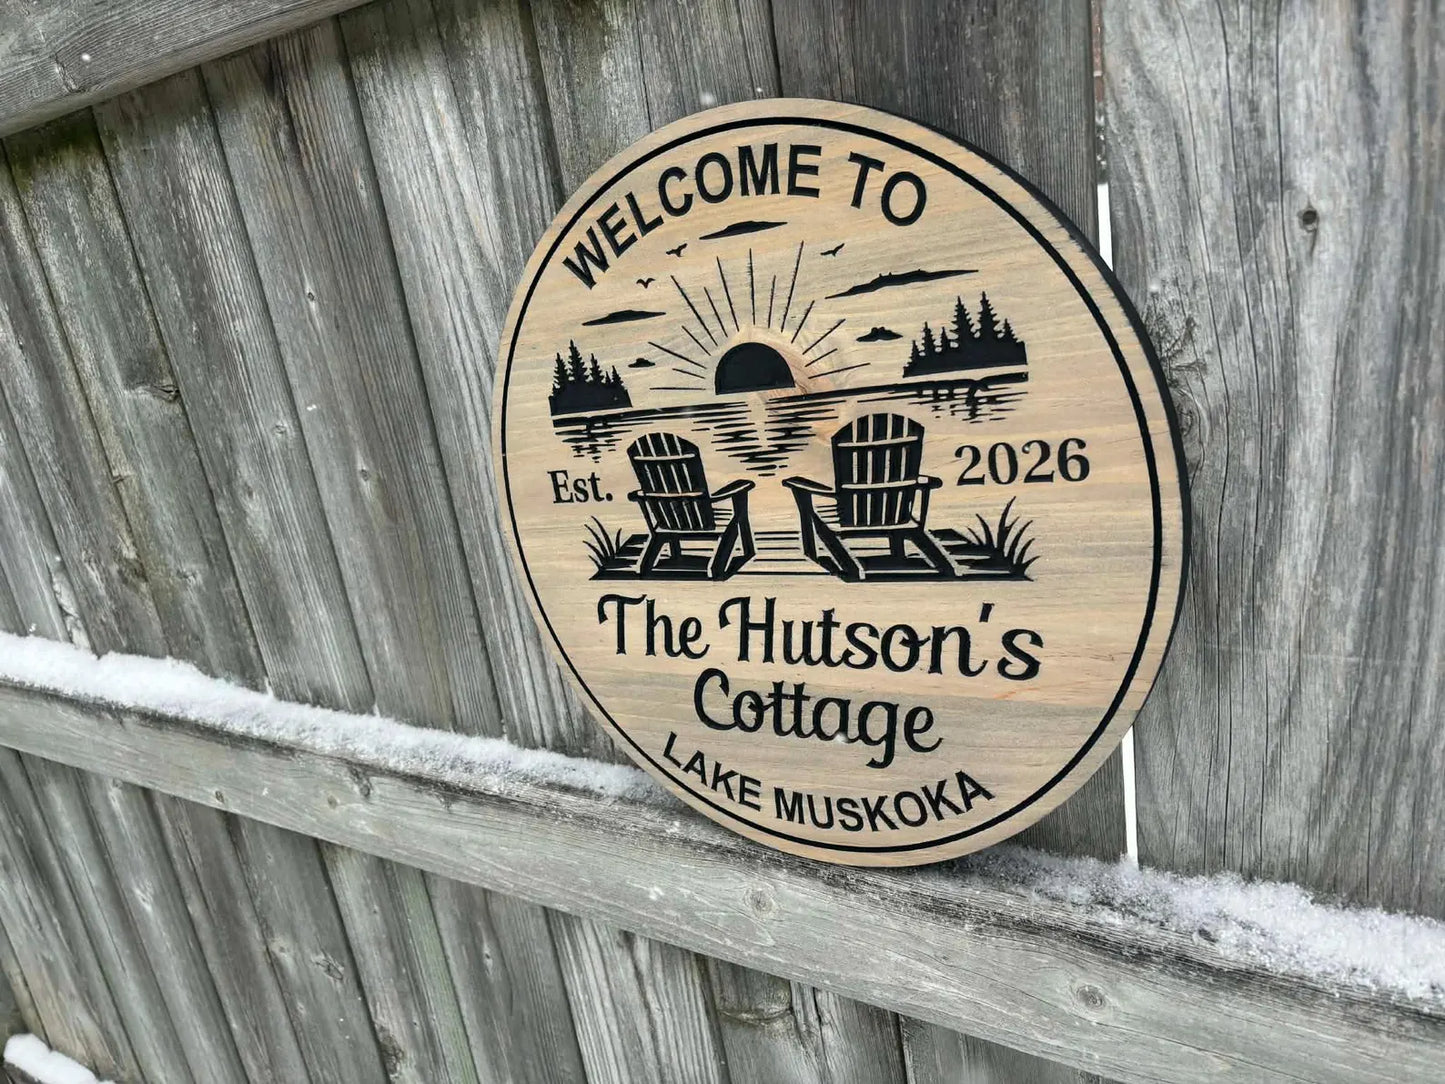 WELCOME TO
Est. 2026
The Hutson's
Cottage
LAKE MUSKOKA